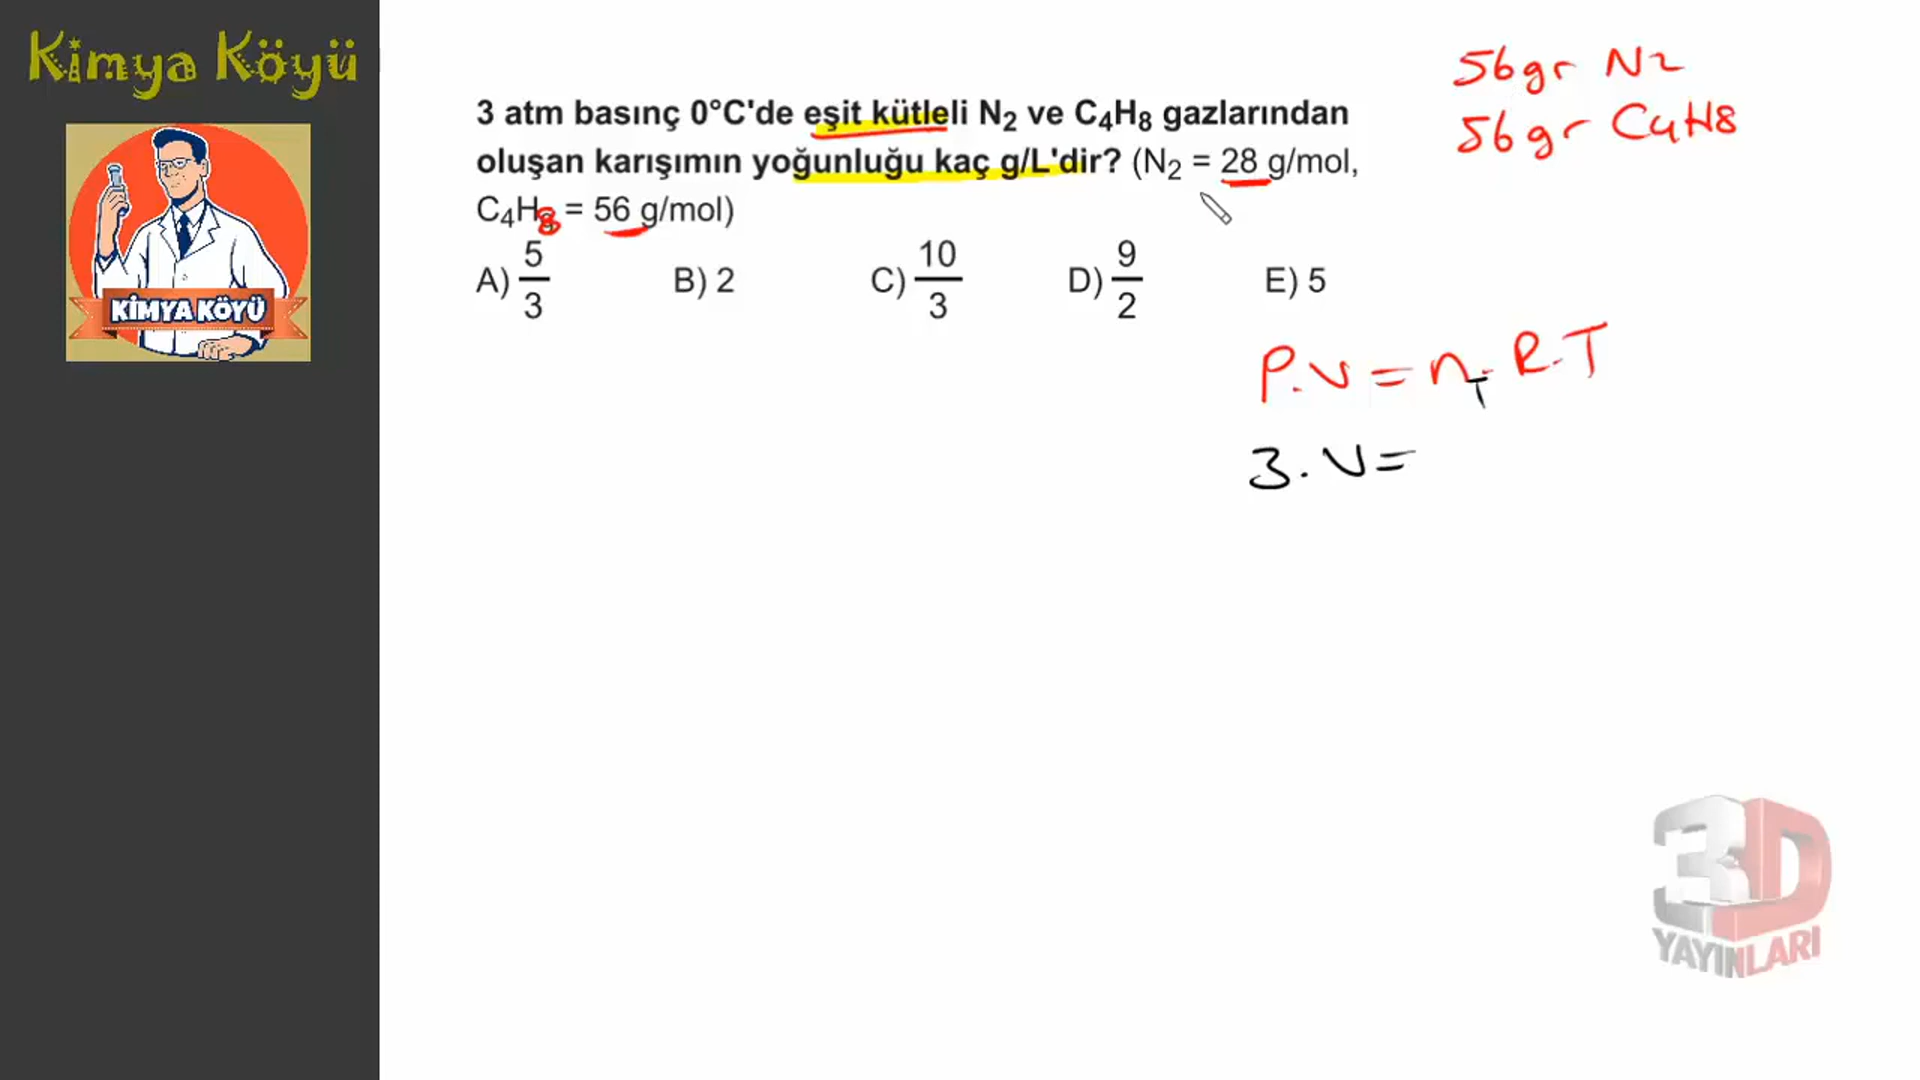 Kimya Köyü
KİMYA KÖYÜ
56gr N2
56gr C4H8
3 atm basınç 0°C'de eşit kütleli N₂ ve C₄H₈ gazlarından
oluşan karışımın yoğunluğu kaç g/L'dir? (N₂ = 28 g/mol,
C₄H8 = 56 g/mol)
A) 5/3 B) 2 C) 10/3 D) 9/2 E) 5
P.V = nT.R.T
3.V=
3D
YAYINLARI